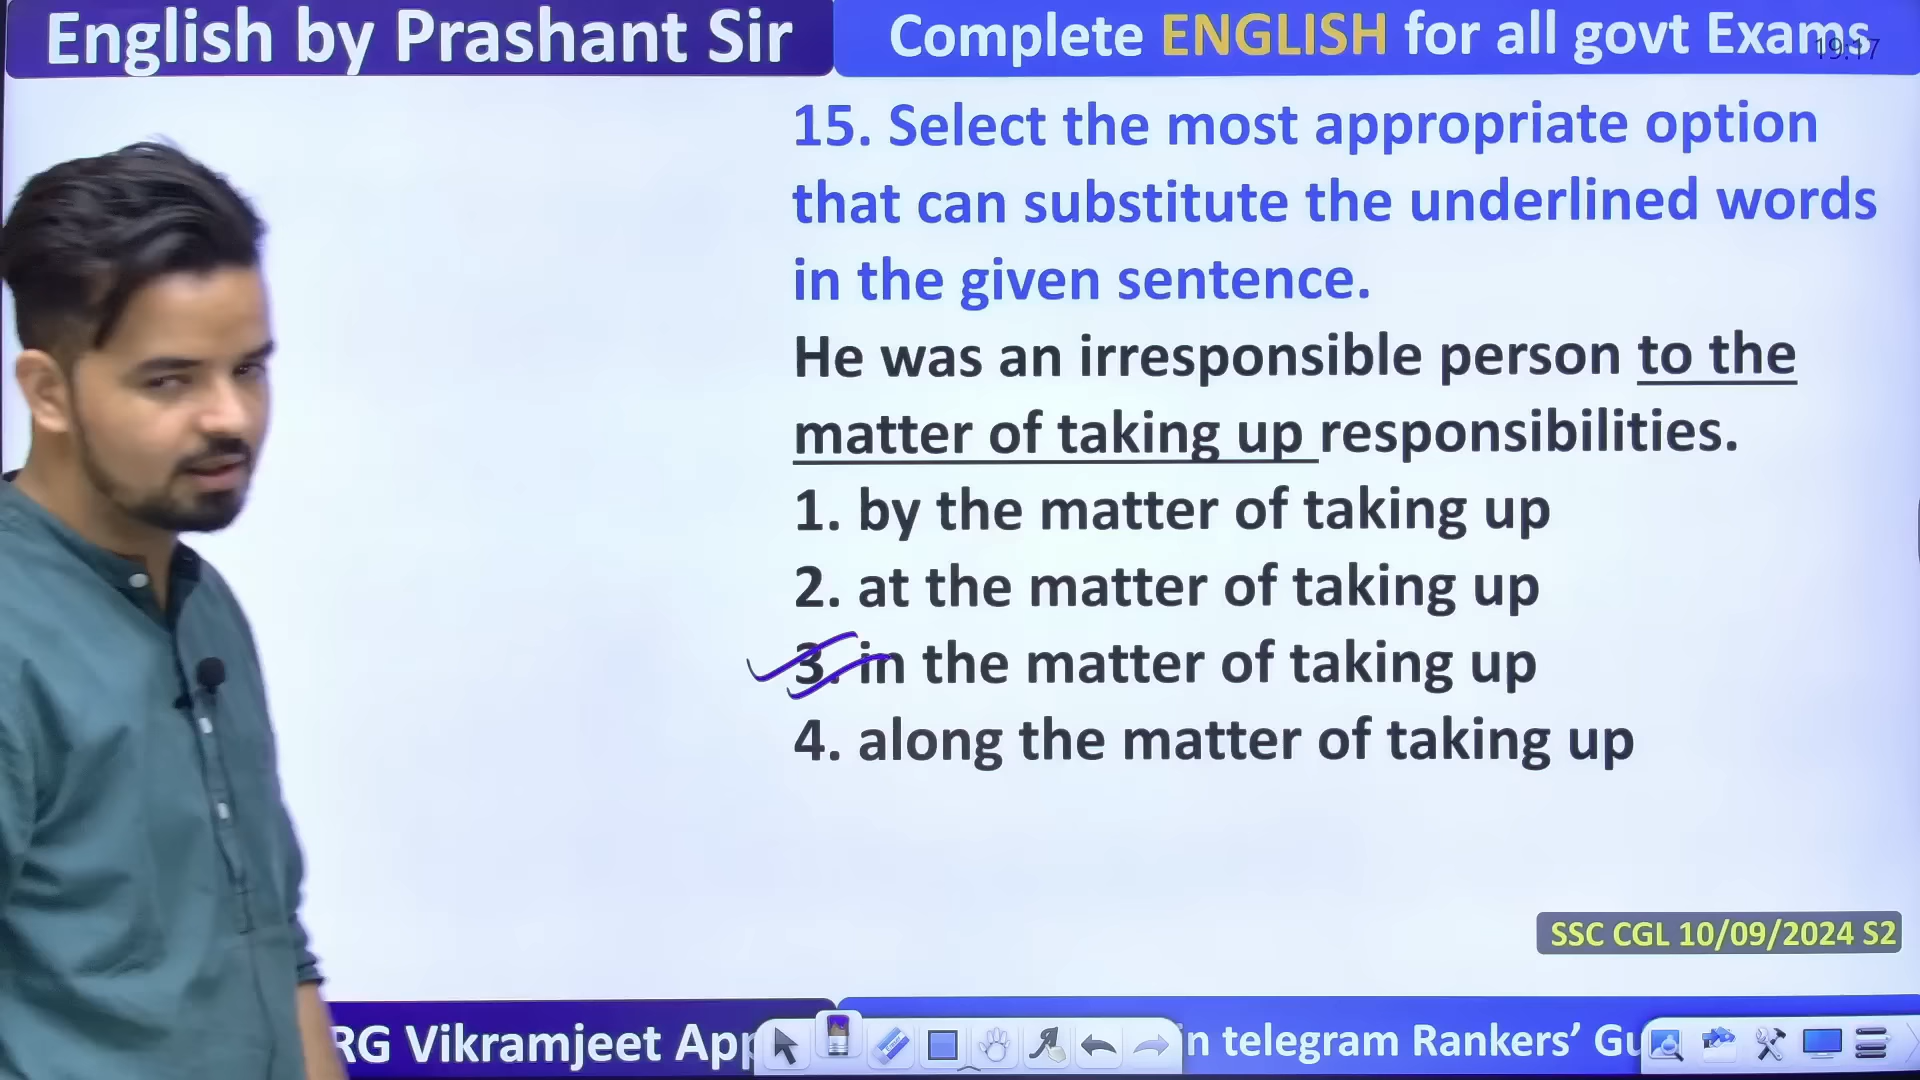 English by Prashant Sir
Complete ENGLISH for all govt Exams
19:17
15. Select the most appropriate option
that can substitute the underlined words
in the given sentence.
He was an irresponsible person to the
matter of taking up responsibilities.
1. by the matter of taking up
2. at the matter of taking up
3. in the matter of taking up
4. along the matter of taking up
SSC CGL 10/09/2024 S2
RG Vikramjeet App
in telegram Rankers’ Gu